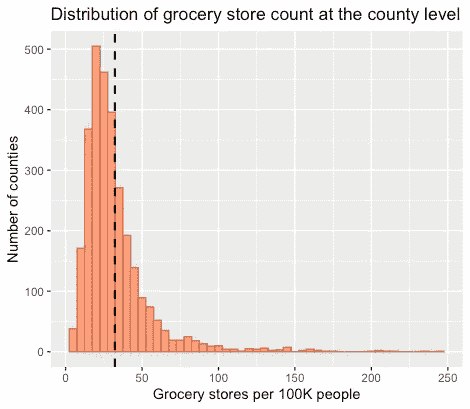 Distribution of grocery store count at the county level
500
400
300
200
100
0
Number of counties
0 50 100 150 200 250
Grocery stores per 100K people